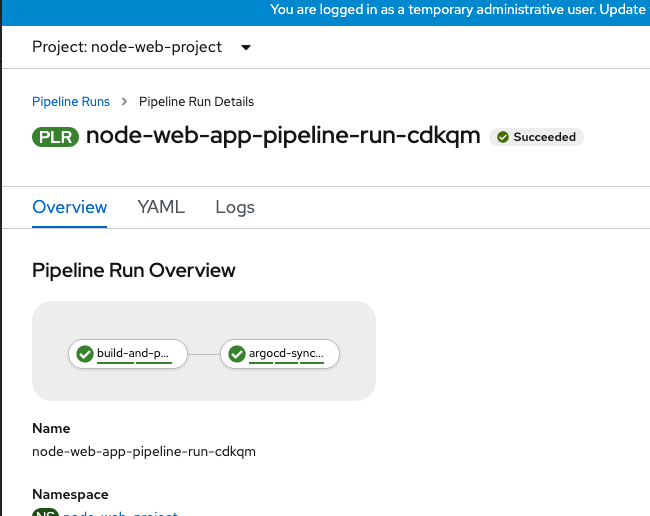 You are logged in as a temporary administrative user. Update
Project: node-web-project
Pipeline Runs > Pipeline Run Details
PLR node-web-app-pipeline-run-cdkqm Succeeded
Overview YAML Logs
Pipeline Run Overview
build-and-p... argocd-sync...
Name
node-web-app-pipeline-run-cdkqm
Namespace
NS node-web-project